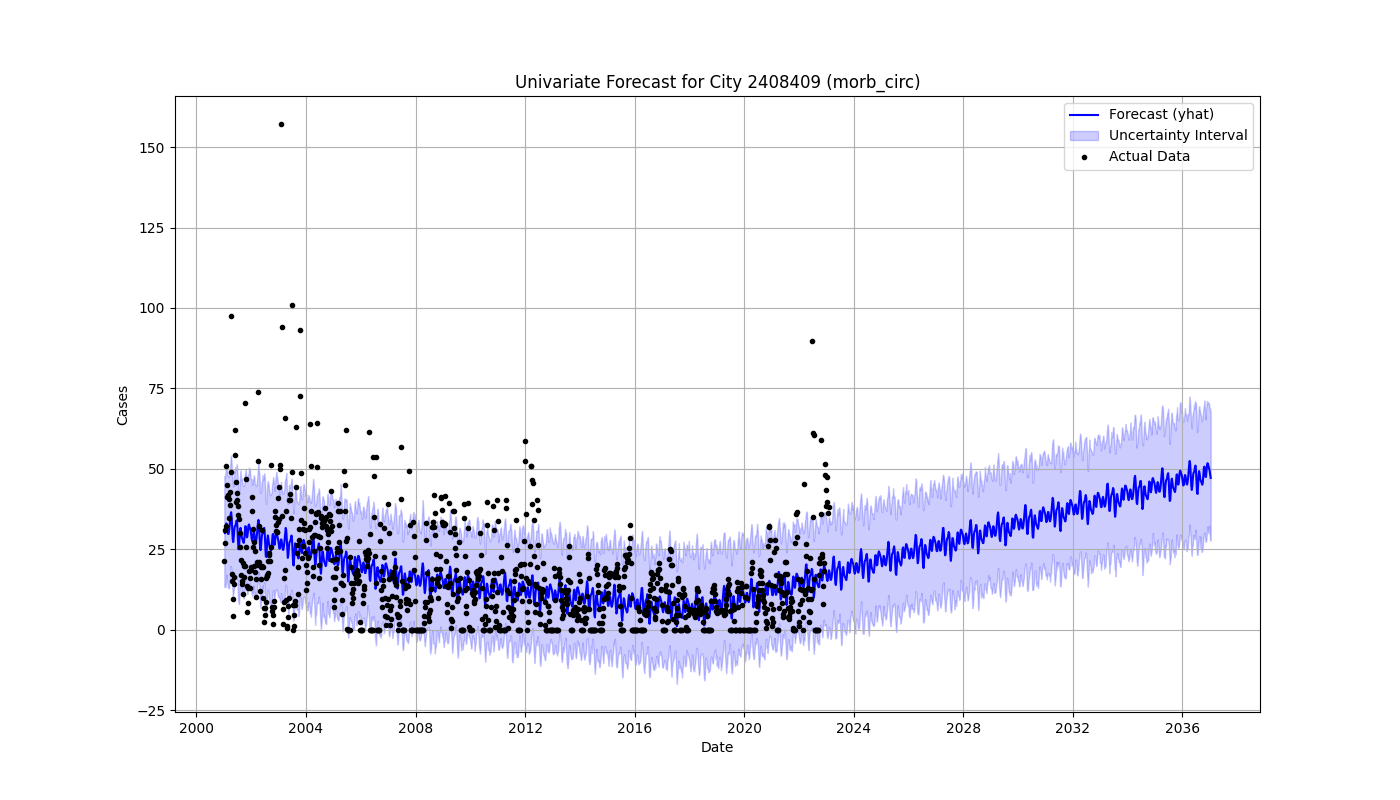 Univariate Forecast for City 2408409 (morb_circ)
Forecast (yhat)
Uncertainty Interval
Actual Data
Cases
150
125
100
75
50
25
0
−25
2000 2004 2008 2012 2016 2020 2024 2028 2032 2036
Date